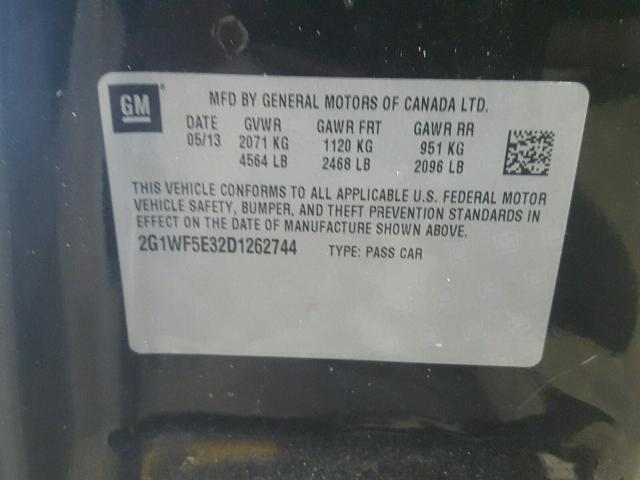 GM ®
MFD BY GENERAL MOTORS OF CANADA LTD.
DATE GVWR GAWR FRT GAWR RR
05/13 2071 KG 1120 KG 951 KG
4564 LB 2468 LB 2096 LB
THIS VEHICLE CONFORMS TO ALL APPLICABLE U.S. FEDERAL MOTOR
VEHICLE SAFETY, BUMPER, AND THEFT PREVENTION STANDARDS IN
EFFECT ON THE DATE OF MANUFACTURE SHOWN ABOVE.
2G1WF5E32D1262744 TYPE: PASS CAR